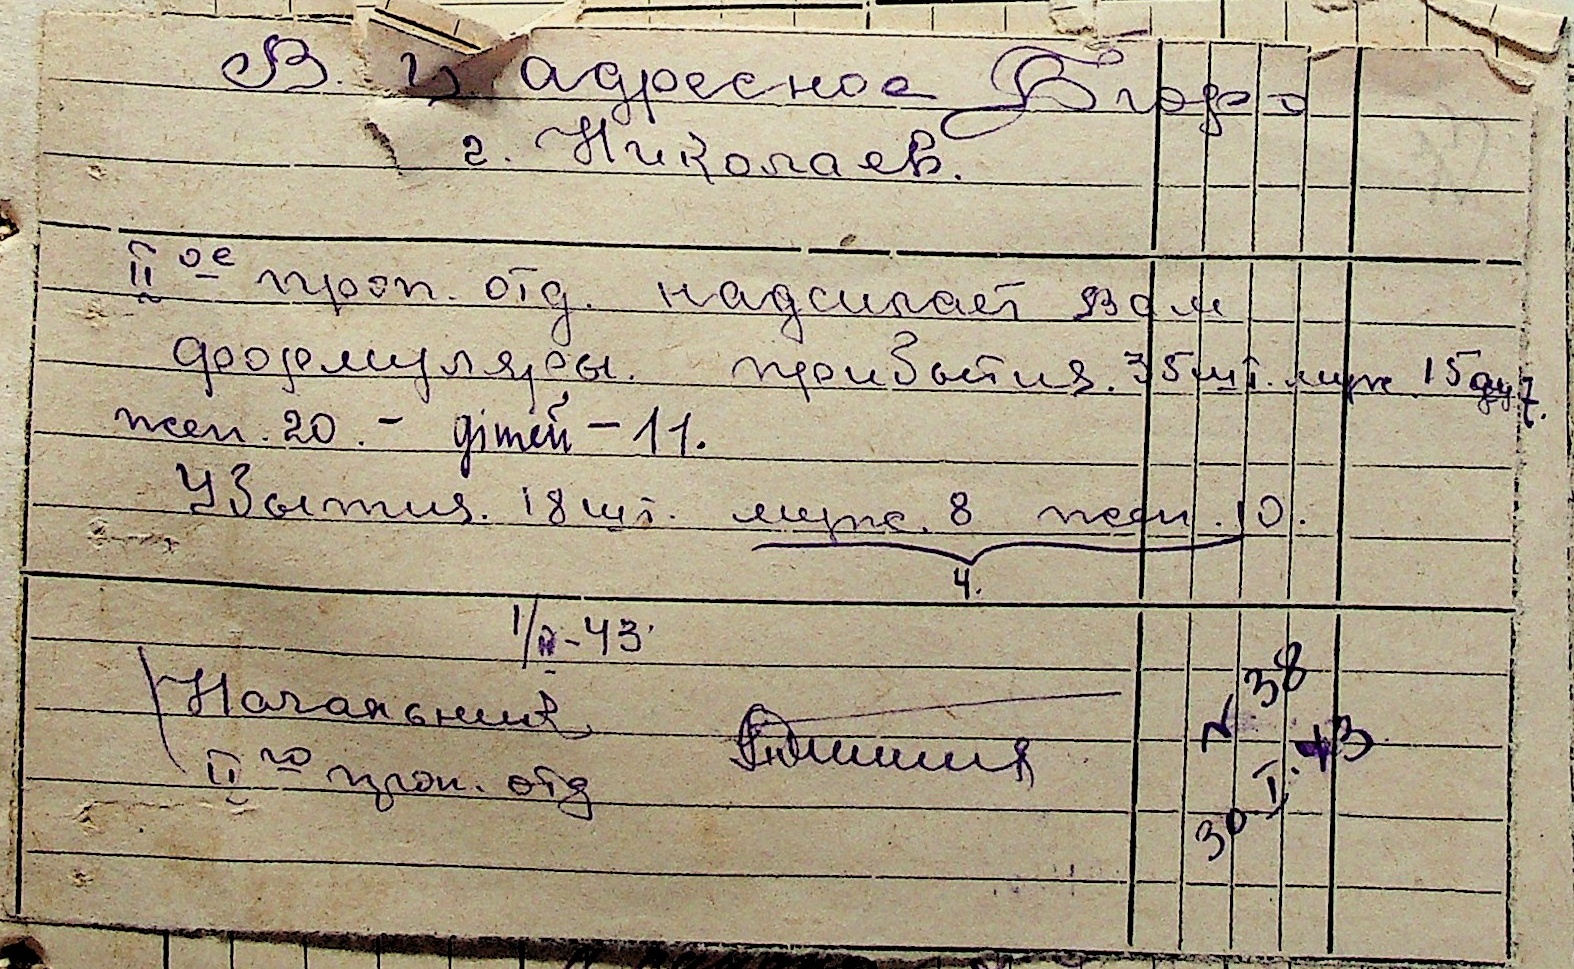 В. ц. адресное Бюро
г. Николаев.
II ое проп. отд. надсилает вам
формуляры. прибытия. 35 шт. муж. 15
жен. 20. - дітей - 11.
Убытия. 18 шт. муж. 8 жен. 10.
4.
1/II - 43
Начальник
II го проп. отд
N 38
30 I. 43